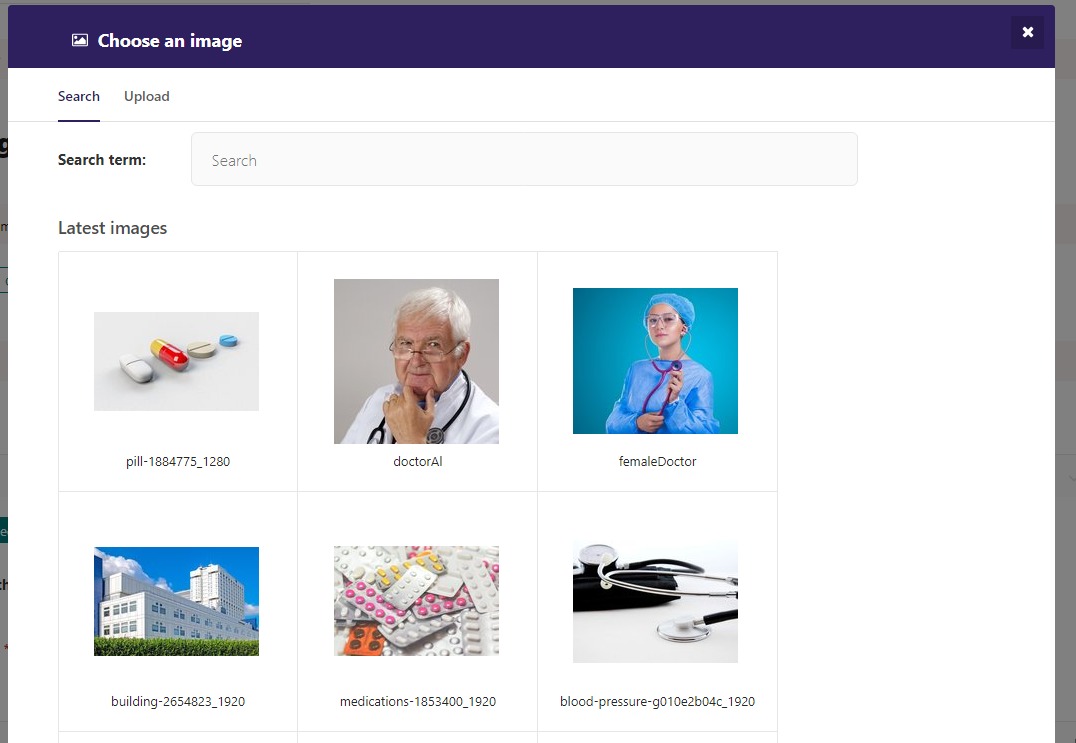 Choose an image
Search Upload
Search term: Search
Latest images
pill-1884775_1280 doctorAl femaleDoctor
building-2654823_1920 medications-1853400_1920 blood-pressure-g010e2b04c_1920